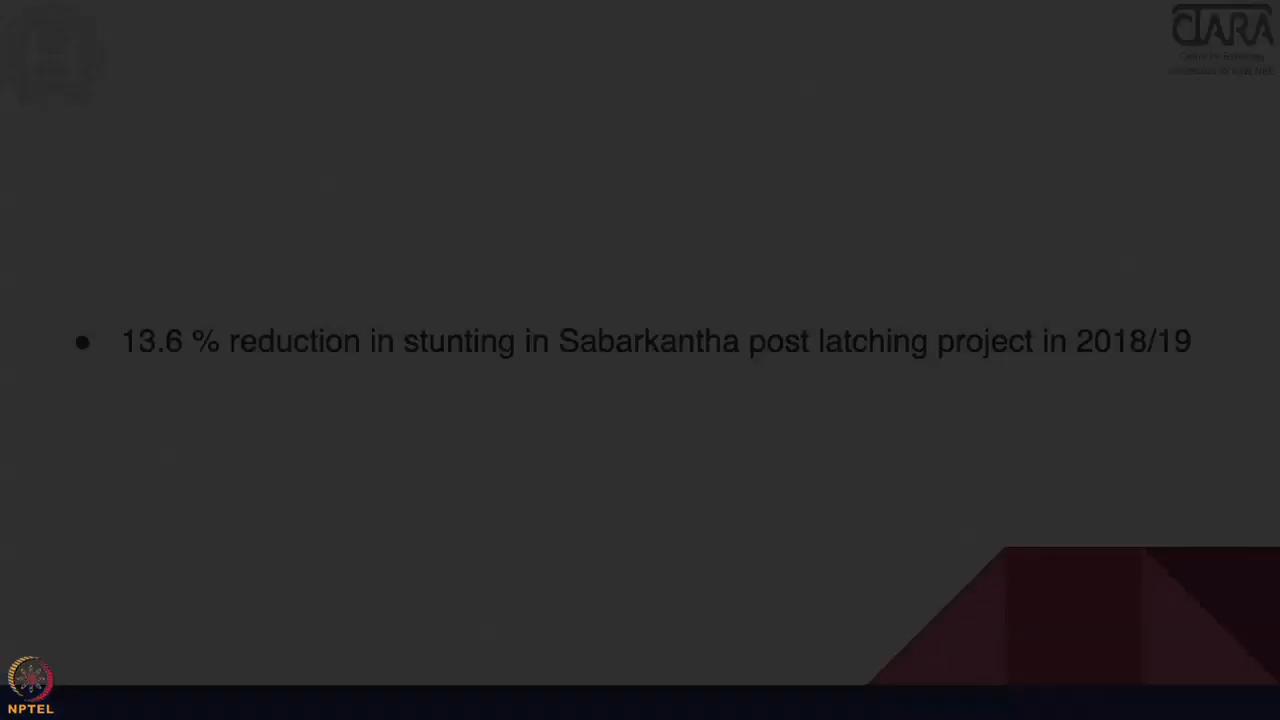 CTARA
• 13.6 % reduction in stunting in Sabarkantha post latching project in 2018/19
NPTEL